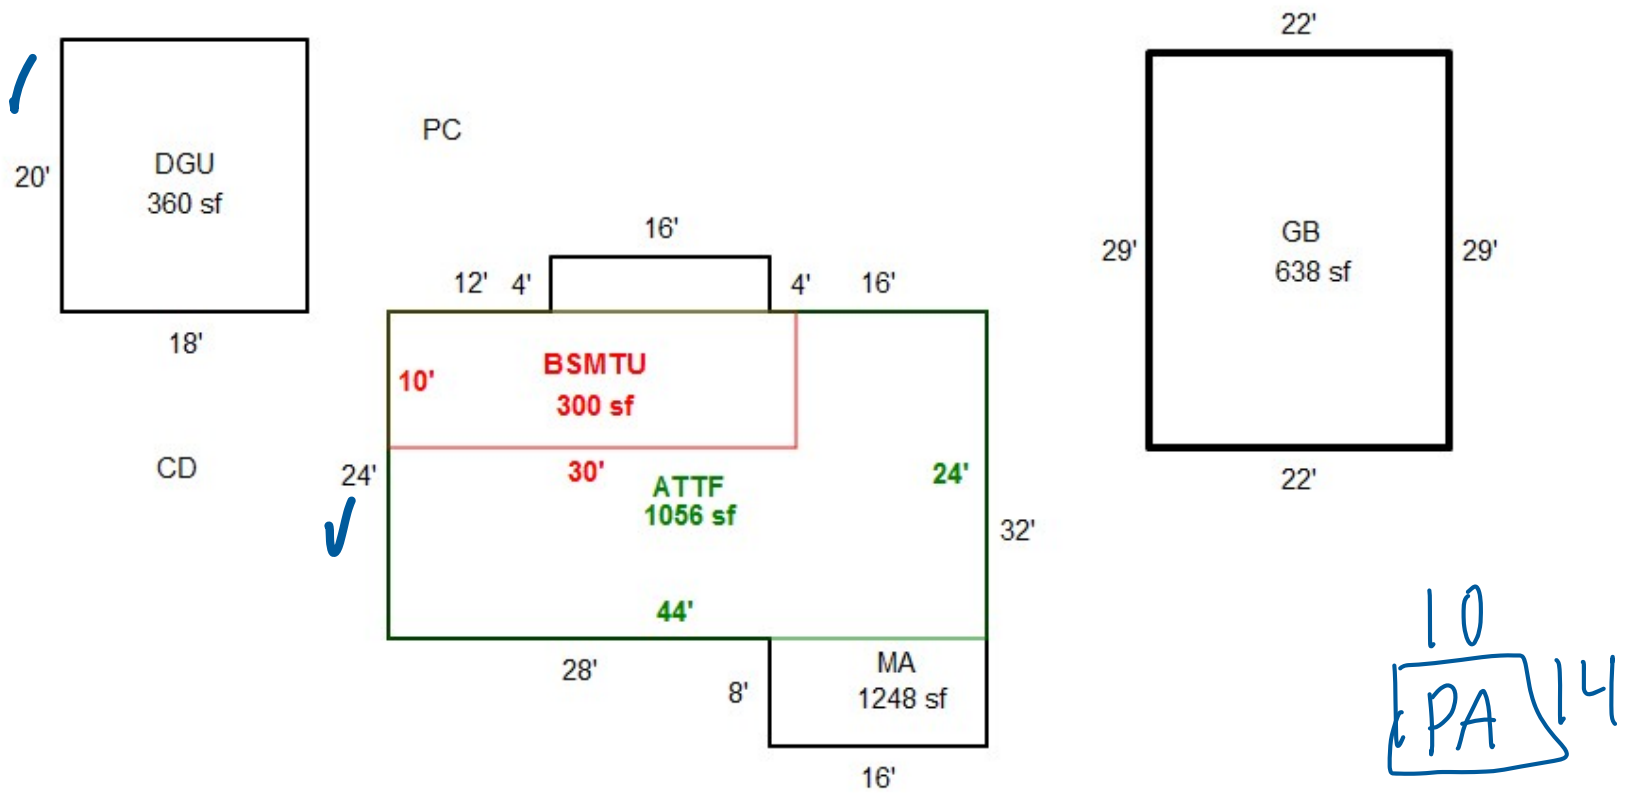 22'
DGU
360 sf
20'
18'
PC
16'
12'
4'
4'
16'
BSMTU
300 sf
10'
30'
ATTF
1056 sf
24'
24'
44'
32'
28'
8'
MA
1248 sf
16'
CD
29'
GB
638 sf
29'
22'
10
PA
14